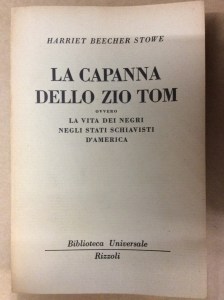 HARRIET BEECHER STOWE
LA CAPANNA
DELLO ZIO TOM
OVVERO
LA VITA DEI NEGRI
NEGLI STATI SCHIAVISTI
D'AMERICA
Biblioteca Universale
Rizzoli